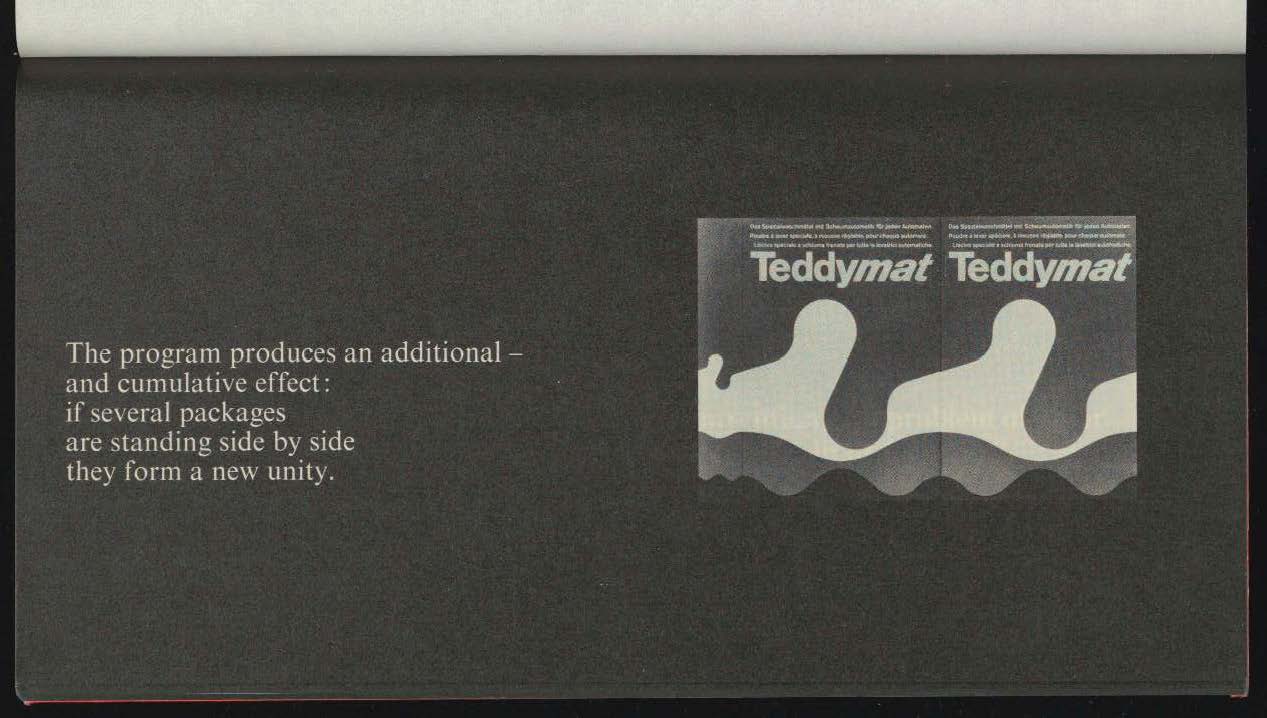 The program produces an additional –
and cumulative effect:
if several packages
are standing side by side
they form a new unity.
Das Spezialwaschmittel mit Schaumautomatik für jeden Automaten
Poudre à laver spéciale, à mousse réglable, pour chaque automate.
Lisciva speciale a schiuma frenata per tutte le lavatrici automatiche.
Teddymat
Das Spezialwaschmittel mit Schaumautomatik für jeden Automaten
Poudre à laver spéciale, à mousse réglable, pour chaque automate.
Lisciva speciale a schiuma frenata per tutte le lavatrici automatiche.
Teddymat